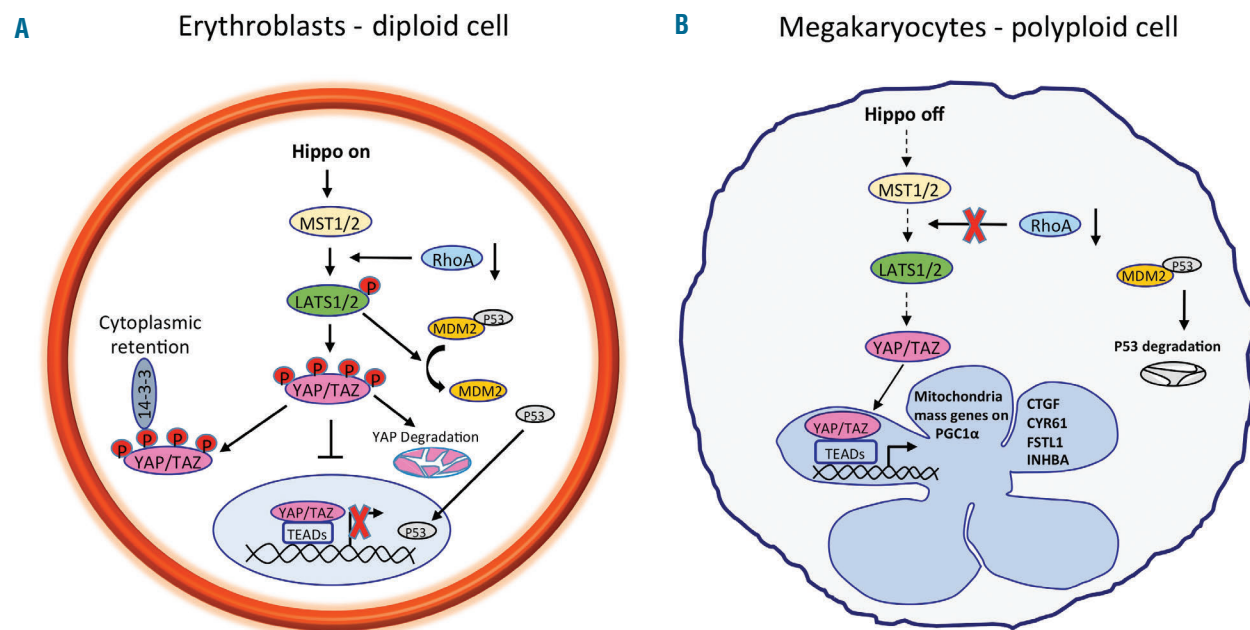 A
Erythroblasts - diploid cell
Hippo on
MST1/2
RhoA
P
LATS1/2
Cytoplasmic
retention
P53
MDM2
P
P
P
P
YAP/TAZ
MDM2
14-3-3
P53
P
P
P
P
YAP/TAZ
YAP Degradation
YAP/TAZ
TEADs
P53
B
Megakaryocytes - polyploid cell
Hippo off
MST1/2
RhoA
LATS1/2
P53
MDM2
YAP/TAZ
P53 degradation
Mitochondria
mass genes on
PGC1α
CTGF
CYR61
FSTL1
INHBA
YAP/TAZ
TEADs